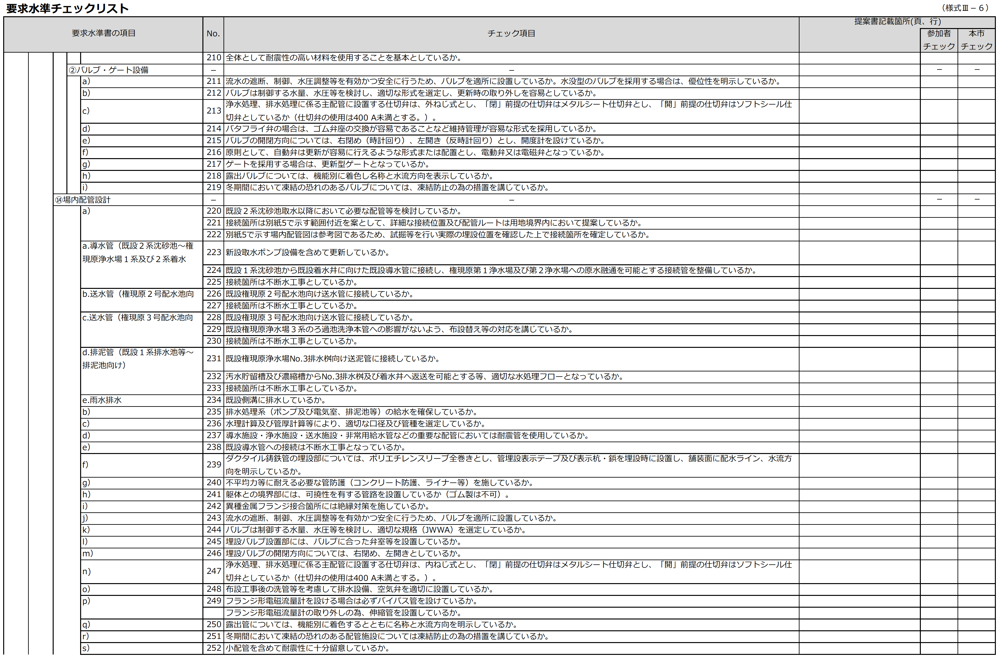 要求水準チェックリスト
（様式Ⅲ－６）
要求水準書の項目 No. チェック項目 提案書記載箇所(頁、行)
参加者チェック 本市チェック
210 全体として耐震性の高い材料を使用することを基本としているか。
②バルブ・ゲート設備 － － － －
a） 211 流水の遮断、制御、水圧調整等を有効かつ安全に行うため、バルブを適所に設置しているか。水没型のバルブを採用する場合は、優位性を明示しているか。
b） 212 バルブは制御する水量、水圧等を検討し、適切な形式を選定し、更新時の取り外しを容易としているか。
c） 213 浄水処理、排水処理に係る主配管に設置する仕切弁は、外ねじ式とし、「閉」前提の仕切弁はメタルシート仕切弁とし、「開」前提の仕切弁はソフトシール仕
切弁としているか（仕切弁の使用は400 A未満とする。）。
d） 214 バタフライ弁の場合は、ゴム弁座の交換が容易であることなど維持管理が容易な形式を採用しているか。
e） 215 バルブの開閉方向については、右閉め（時計回り）、左開き（反時計回り）とし、開度計を設けているか。
f） 216 原則として、自動弁は更新が容易に行えるような形式または配置とし、電動弁又は電磁弁となっているか。
g） 217 ゲートを採用する場合は、更新型ゲートとなっているか。
h） 218 露出バルブについては、機能別に着色し名称と水流方向を表示しているか。
i） 219 冬期間において凍結の恐れのあるバルブについては、凍結防止の為の措置を講じているか。
⑭場内配管設計 － － － －
a） 220 既設２系沈砂池取水以降において必要な配管等を検討しているか。
221 接続箇所は別紙5で示す範囲付近を案として、詳細な接続位置及び配管ルートは用地境界内において提案しているか。
222 別紙5で示す場内配管図は参考図であるため、試掘等を行い実際の埋設位置を確認した上で接続箇所を確定しているか。
a.導水管（既設２系沈砂池～権
現原浄水場１系及び２系着水
223 新設取水ポンプ設備を含めて更新しているか。
224 既設１系沈砂池から既設着水井に向けた既設導水管に接続し、権現原第１浄水場及び第２浄水場への原水融通を可能とする接続管を整備しているか。
225 接続箇所は不断水工事としているか。
b.送水管（権現原２号配水池向 226 既設権現原２号配水池向け送水管に接続しているか。
227 接続箇所は不断水工事としているか。
c.送水管（権現原３号配水池向 228 既設権現原３号配水池向け送水管に接続しているか。
229 既設権現原浄水場３系のろ過池洗浄本管への影響がないよう、布設替え等の対応を講じているか。
230 接続箇所は不断水工事としているか。
d.排泥管（既設１系排水池等～
排泥池向け）
231 既設権現原浄水場No.3排水桝向け送泥管に接続しているか。
232 汚水貯留槽及び濃縮槽からNo.3排水桝及び着水井へ返送を可能とする等、適切な水処理フローとなっているか。
233 接続箇所は不断水工事としているか。
e.雨水排水 234 既設側溝に排水しているか。
b） 235 排水処理系（ポンプ及び電気室、排泥池等）の給水を確保しているか。
c） 236 水理計算及び管厚計算等により、適切な口径及び管種を選定しているか。
d） 237 導水施設・浄水施設・送水施設・非常用給水管などの重要な配管においては耐震管を使用しているか。
e） 238 既設導水管への接続は不断水工事となっているか。
f） 239 ダクタイル鋳鉄管の埋設部については、ポリエチレンスリーブ全巻きとし、管埋設表示テープ及び表示杭・鋲を埋設時に設置し、舗装面に配水ライン、水流方
向を明示しているか。
g） 240 不平均力等に耐える必要な管防護（コンクリート防護、ライナー等）を施しているか。
h） 241 躯体との境界部には、可撓性を有する管路を設置しているか（ゴム製は不可）。
i） 242 異種金属フランジ接合箇所には絶縁対策を施しているか。
j） 243 流水の遮断、制御、水圧調整等を有効かつ安全に行うため、バルブを適所に設置しているか。
k） 244 バルブは制御する水量、水圧等を検討し、適切な規格（JWWA）を選定しているか。
l） 245 埋設バルブ設置部には、バルブに合った弁室等を設置しているか。
m） 246 埋設バルブの開閉方向については、右閉め、左開きとしているか。
n） 247 浄水処理、排水処理に係る主配管に設置する仕切弁は、内ねじ式とし、「閉」前提の仕切弁はメタルシート仕切弁とし、「開」前提の仕切弁はソフトシール仕
切弁としているか（仕切弁の使用は400 A未満とする。）。
o） 248 布設工事後の洗管等を考慮して排水設備、空気弁を適切に設置しているか。
p） 249 フランジ形電磁流量計を設ける場合は必ずバイパス管を設けているか。
フランジ形電磁流量計の取り外しの為、伸縮管を設置しているか。
q） 250 露出管については、機能別に着色するとともに名称と水流方向を明示しているか。
r） 251 冬期間において凍結の恐れのある配管施設については凍結防止の為の措置を講じているか。
s） 252 小配管を含めて耐震性に十分留意しているか。